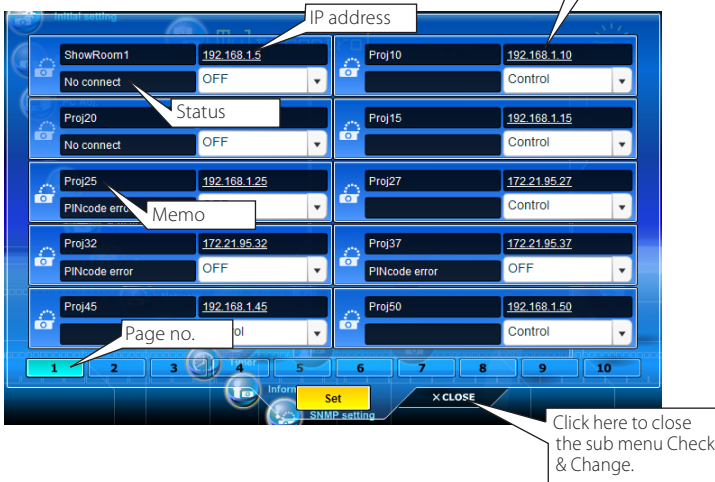 Initial setting
IP address
ShowRoom1 192.168.1.5
No connect OFF
Proj10 192.168.1.10
Control
Status
Proj20
No connect OFF
Proj15 192.168.1.15
Control
Proj25 192.168.1.25
PINcode error
Memo
Proj27 172.21.95.27
Control
Proj32 172.21.95.32
PINcode error OFF
Proj37 172.21.95.37
PINcode error OFF
Proj45 192.168.1.45
Page no.
Proj50 192.168.1.50
Control
1 2 3 4 5 6 7 8 9 10
Set
×CLOSE
SNMP setting
Click here to close
the sub menu Check
& Change.